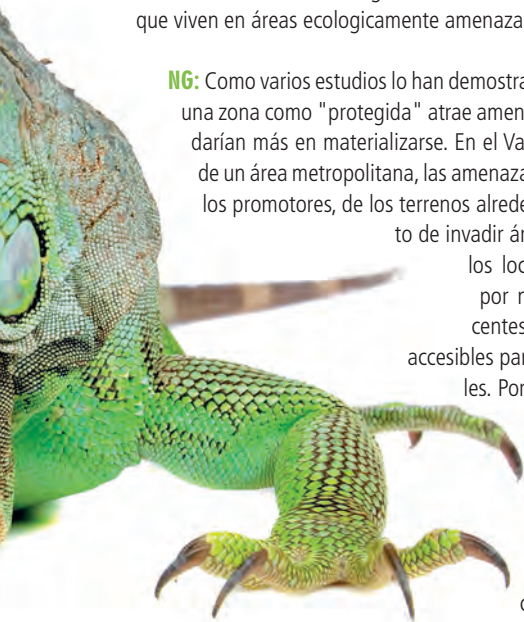 que viven en áreas ecologicamente amenaza
NG: Como varios estudios lo han demostra
una zona como "protegida" atrae amen
darían más en materializarse. En el Va
de un área metropolitana, las amenaza
los promotores, de los terrenos alrede
to de invadir ár
los loc
por n
centes
accesibles par
les. Por